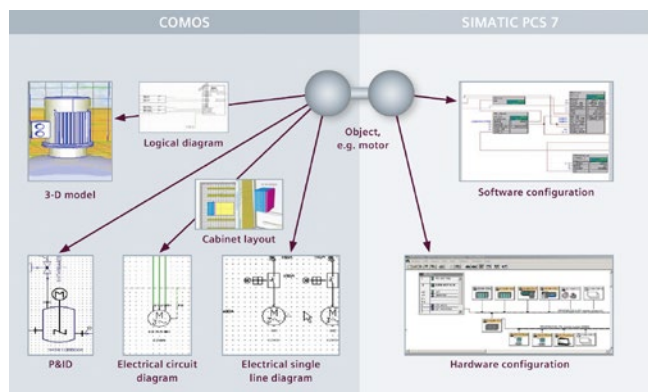 COMOS
SIMATIC PCS 7
Logical diagram
Object,
e.g. motor
3-D model
Software configuration
Cabinet layout
P&ID
Electrical circuit
diagram
Electrical single
line diagram
Hardware configuration